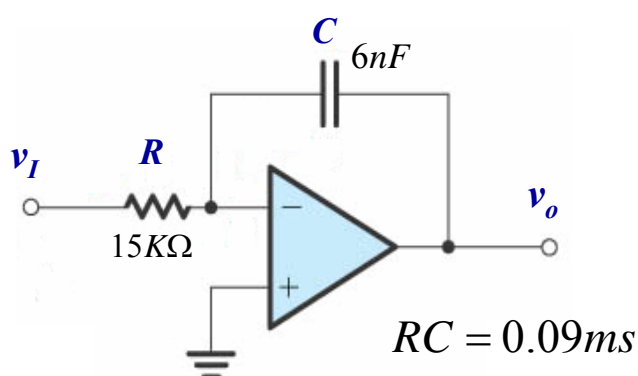 C
6nF
v_I
R
15KΩ
−
+
v_o
RC = 0.09ms